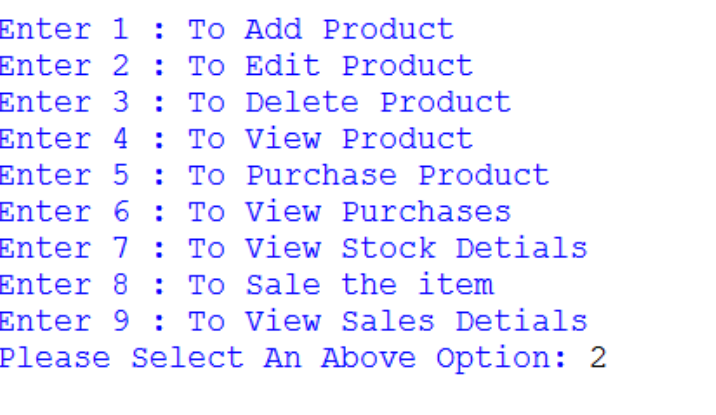 Enter 1 : To Add Product
Enter 2 : To Edit Product
Enter 3 : To Delete Product
Enter 4 : To View Product
Enter 5 : To Purchase Product
Enter 6 : To View Purchases
Enter 7 : To View Stock Detials
Enter 8 : To Sale the item
Enter 9 : To View Sales Detials
Please Select An Above Option: 2